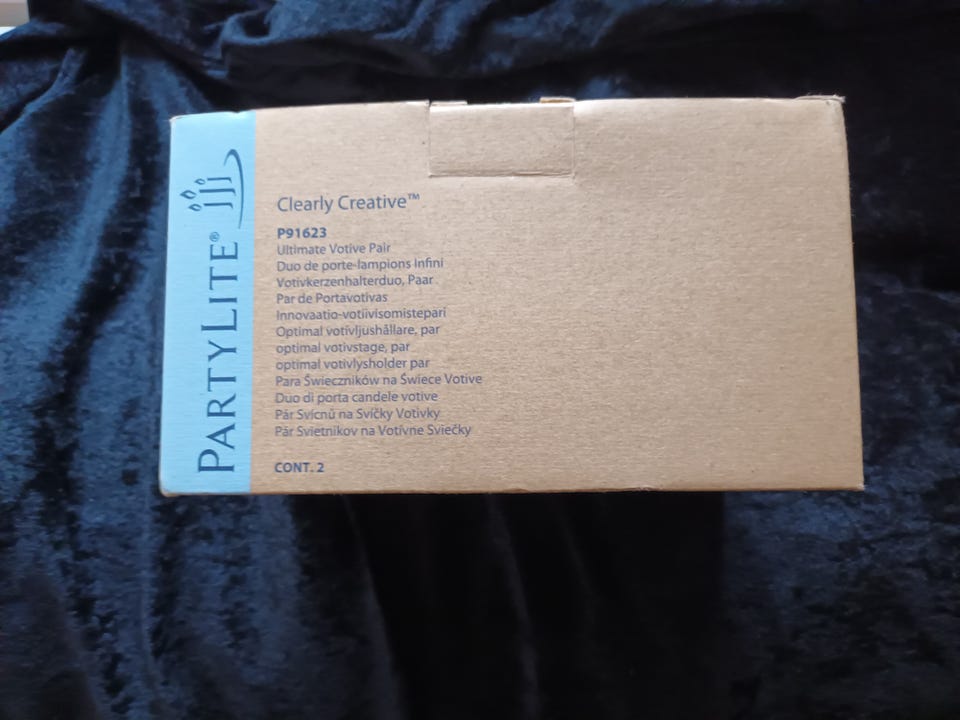 PARTYLITE®
Clearly Creative™
P91623
Ultimate Votive Pair
Duo de porte-lampions Infini
Votivkerzenhalterduo, Paar
Par de Portavotivas
Innovaatio-votiivisomistepari
Optimal votivljushållare, par
optimal votivstage, par
optimal votivlysholder par
Para Świeczników na Świece Votive
Duo di porta candele votive
Pár Svícnů na Svíčky Votivky
Pár Svietnikov na Votívne Sviečky
CONT. 2